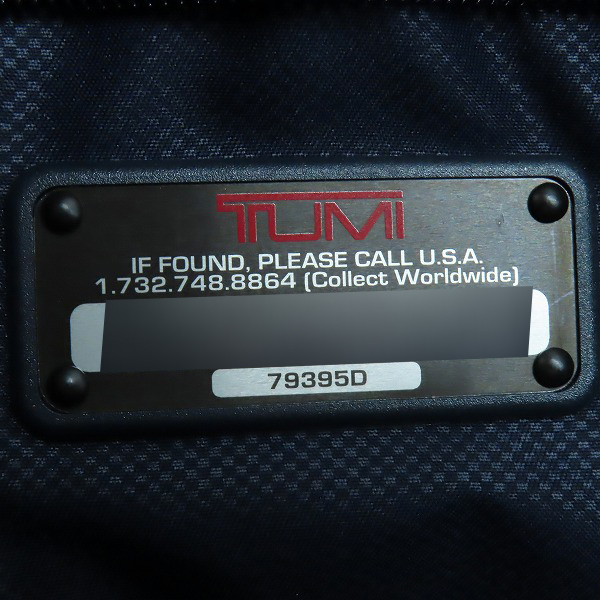 TUMI
IF FOUND, PLEASE CALL U.S.A.
1.732.748.8864 (Collect Worldwide)
79395D